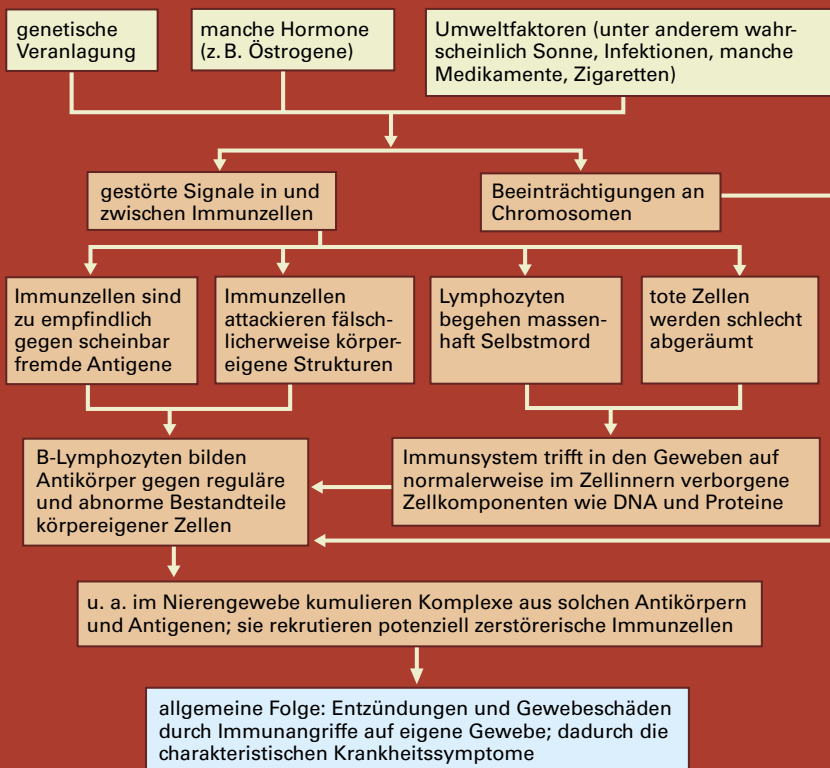 genetische
Veranlagung
manche Hormone
(z. B. Östrogene)
Umweltfaktoren (unter anderem wahr-
scheinlich Sonne, Infektionen, manche
Medikamente, Zigaretten)
gestörte Signale in und
zwischen Immunzellen
Beeinträchtigungen an
Chromosomen
Immunzellen sind
zu empfindlich
gegen scheinbar
fremde Antigene
Immunzellen
attackieren fälsch-
licherweise körper-
eigene Strukturen
Lymphozyten
begehen massen-
haft Selbstmord
tote Zellen
werden schlecht
abgeräumt
B-Lymphozyten bilden
Antikörper gegen reguläre
und abnorme Bestandteile
körpereigener Zellen
Immunsystem trifft in den Geweben auf
normalerweise im Zellinnern verborgene
Zellkomponenten wie DNA und Proteine
u. a. im Nierengewebe kumulieren Komplexe aus solchen Antikörpern
und Antigenen; sie rekrutieren potenziell zerstörerische Immunzellen
allgemeine Folge: Entzündungen und Gewebeschäden
durch Immunangriffe auf eigene Gewebe; dadurch die
charakteristischen Krankheitssymptome